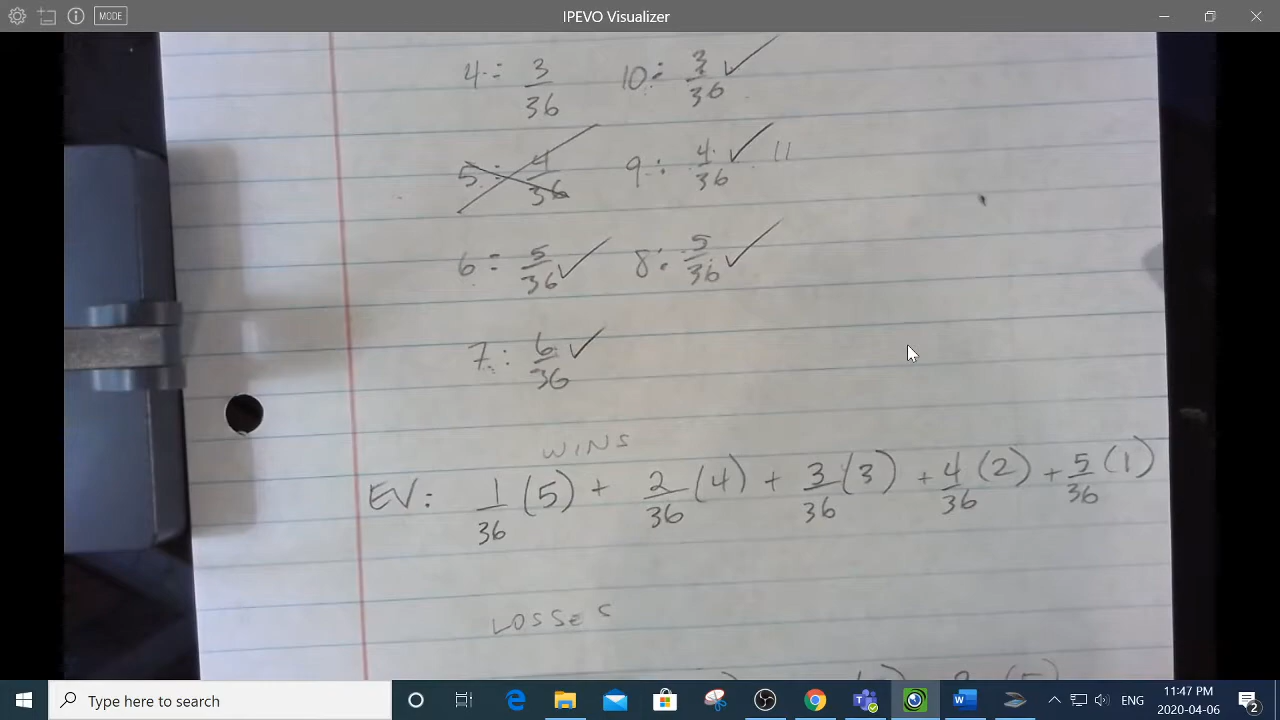 MODE IPEVO Visualizer
4: 3/36 10: 3/36 ✓
5: 4/36 9: 4/36 ✓ 11
6: 5/36 ✓ 8: 5/36 ✓
7: 6/36 ✓
WINS
EV: 1/36 (5) + 2/36 (4) + 3/36 (3) + 4/36 (2) + 5/36 (1)
LOSSES
Type here to search
ENG
11:47 PM
2020-04-06
2